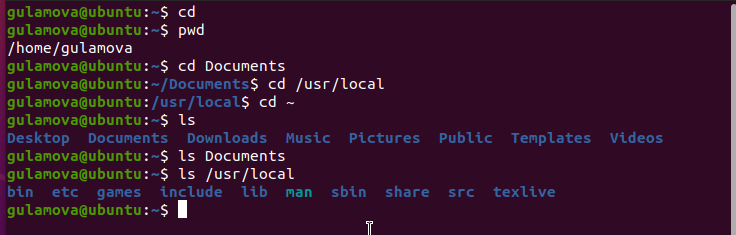 gulamova@ubuntu:~$ cd
gulamova@ubuntu:~$ pwd
/home/gulamova
gulamova@ubuntu:~$ cd Documents
gulamova@ubuntu:~/Documents$ cd /usr/local
gulamova@ubuntu:/usr/local$ cd ~
gulamova@ubuntu:~$ ls
Desktop  Documents  Downloads  Music  Pictures  Public  Templates  Videos
gulamova@ubuntu:~$ ls Documents
gulamova@ubuntu:~$ ls /usr/local
bin  etc  games  include  lib  man  sbin  share  src  texlive
gulamova@ubuntu:~$